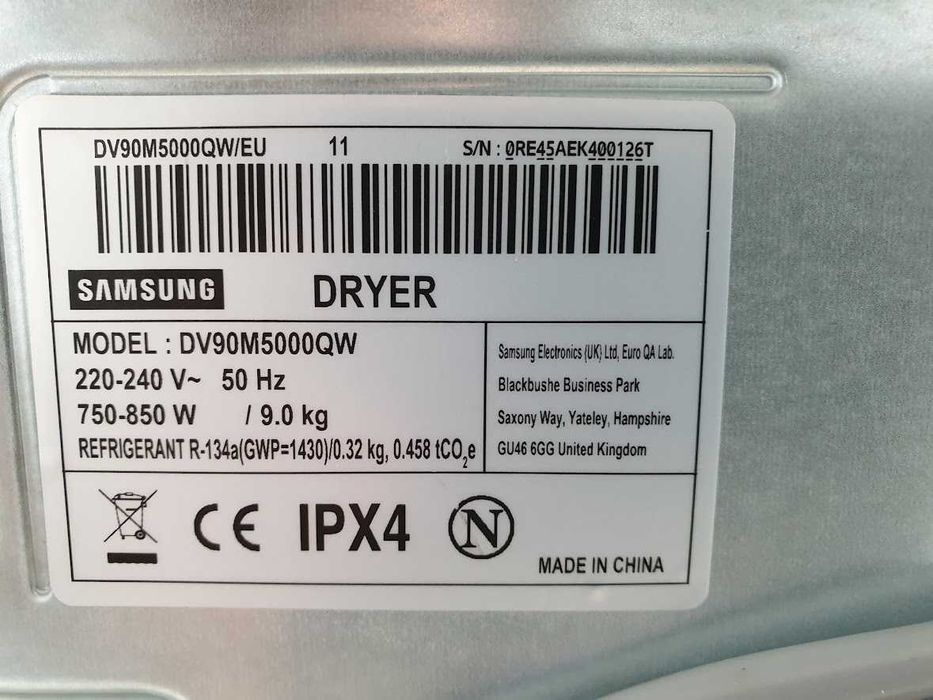 DV90M5000QW/EU 11 S/N : 0RE45AEK400126T
SAMSUNG DRYER
MODEL : DV90M5000QW
220-240 V~ 50 Hz
750-850 W / 9.0 kg
REFRIGERANT R-134a(GWP=1430)/0.32 kg, 0.458 tCO₂e
Samsung Electronics (UK) Ltd, Euro QA Lab.
Blackbushe Business Park
Saxony Way, Yateley, Hampshire
GU46 6GG United Kingdom
CE IPX4 N
MADE IN CHINA